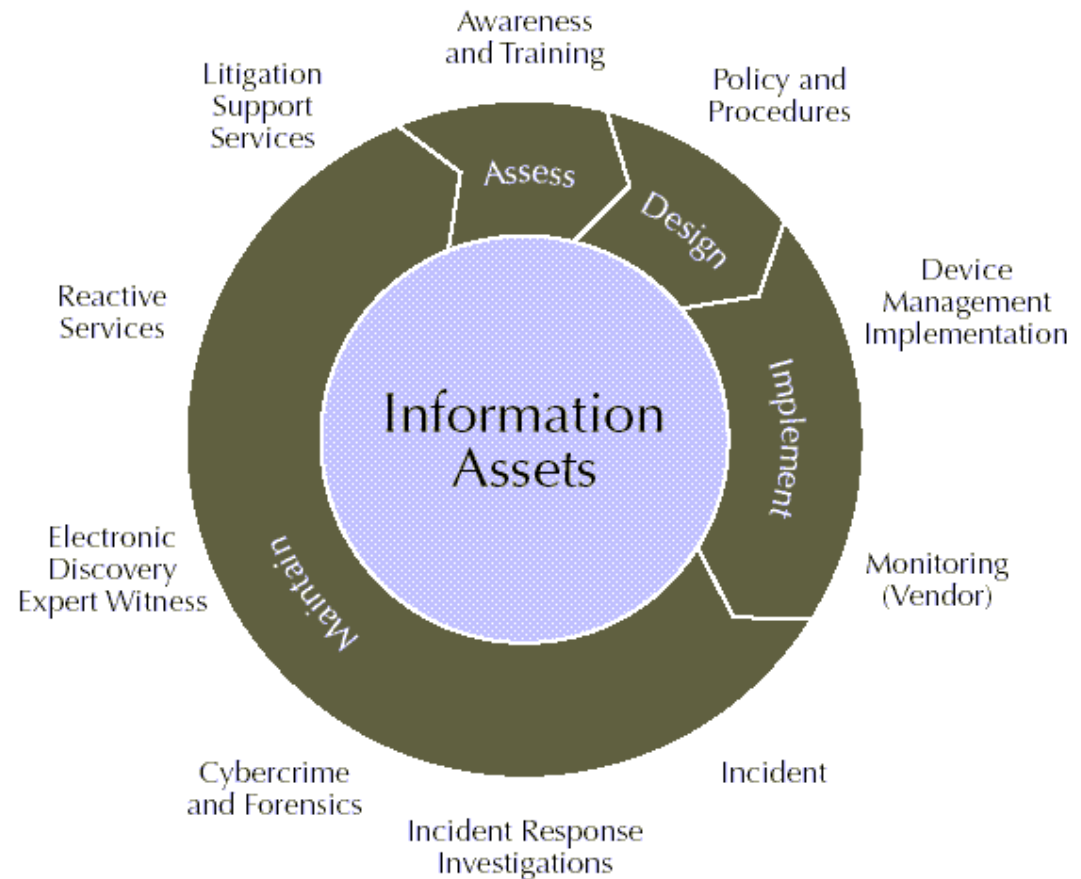 Awareness
and Training
Policy and
Procedures
Device
Management
Implementation
Monitoring
(Vendor)
Incident
Incident Response
Investigations
Cybercrime
and Forensics
Electronic
Discovery
Expert Witness
Reactive
Services
Litigation
Support
Services
Assess
Design
Implement
Maintain
Information
Assets